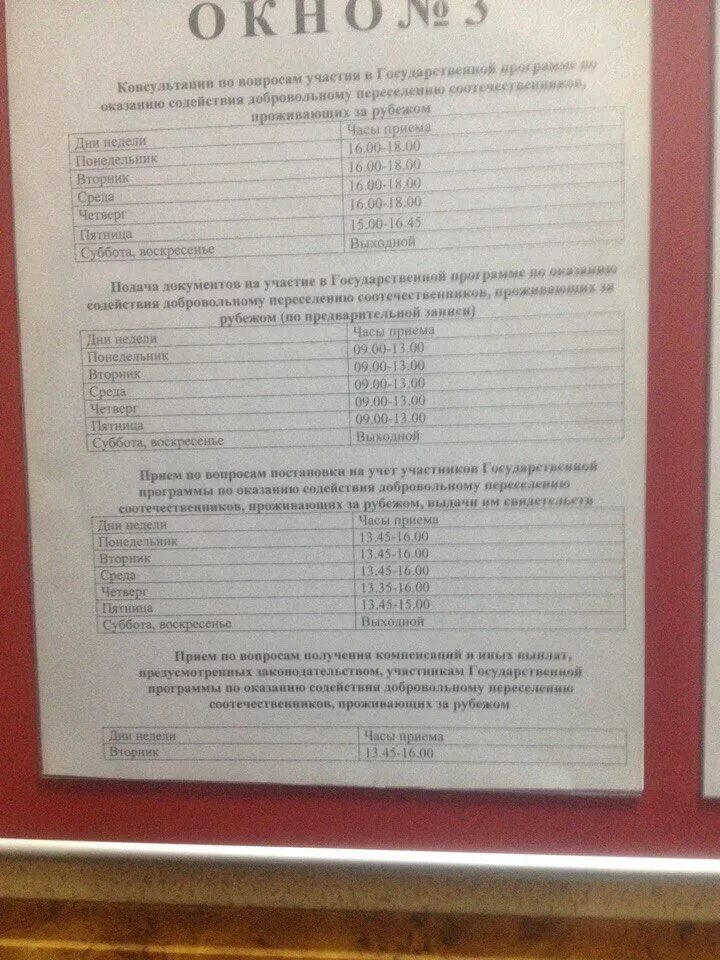 ОКНО № 3
Консультации по вопросам участия в Государственной программе по
оказанию содействия добровольному переселению соотечественников,
проживающих за рубежом
Дни недели Часы приема
Понедельник 16.00-18.00
Вторник 16.00-18.00
Среда 16.00-18.00
Четверг 16.00-18.00
Пятница 15.00-16.45
Суббота, воскресенье Выходной
Подача документов на участие в Государственной программе по оказанию
содействия добровольному переселению соотечественников, проживающих за
рубежом (по предварительной записи)
Дни недели Часы приема
Понедельник 09.00-13.00
Вторник 09.00-13.00
Среда 09.00-13.00
Четверг 09.00-13.00
Пятница 09.00-13.00
Суббота, воскресенье Выходной
Прием по вопросам постановки на учет участников Государственной
программы по оказанию содействия добровольному переселению
соотечественников, проживающих за рубежом, выдачи им свидетельств
Дни недели Часы приема
Понедельник 13.45-16.00
Вторник 13.45-16.00
Среда 13.45-16.00
Четверг 13.35-16.00
Пятница 13.45-15.00
Суббота, воскресенье Выходной
Прием по вопросам получения компенсаций и иных выплат,
предусмотренных законодательством, участникам Государственной
программы по оказанию содействия добровольному переселению
соотечественников, проживающих за рубежом
Дни недели Часы приема
Вторник 13.45-16.00